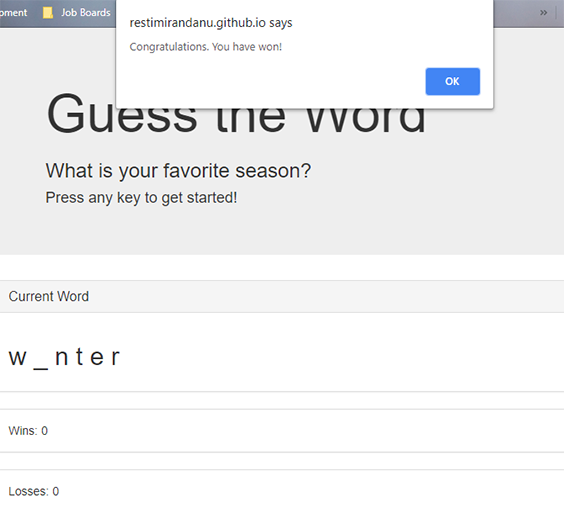 pment Job Boards »
restimirandanu.github.io says
Congratulations. You have won!
OK
Guess the Word
What is your favorite season?
Press any key to get started!
Current Word
w _ n t e r
Wins: 0
Losses: 0